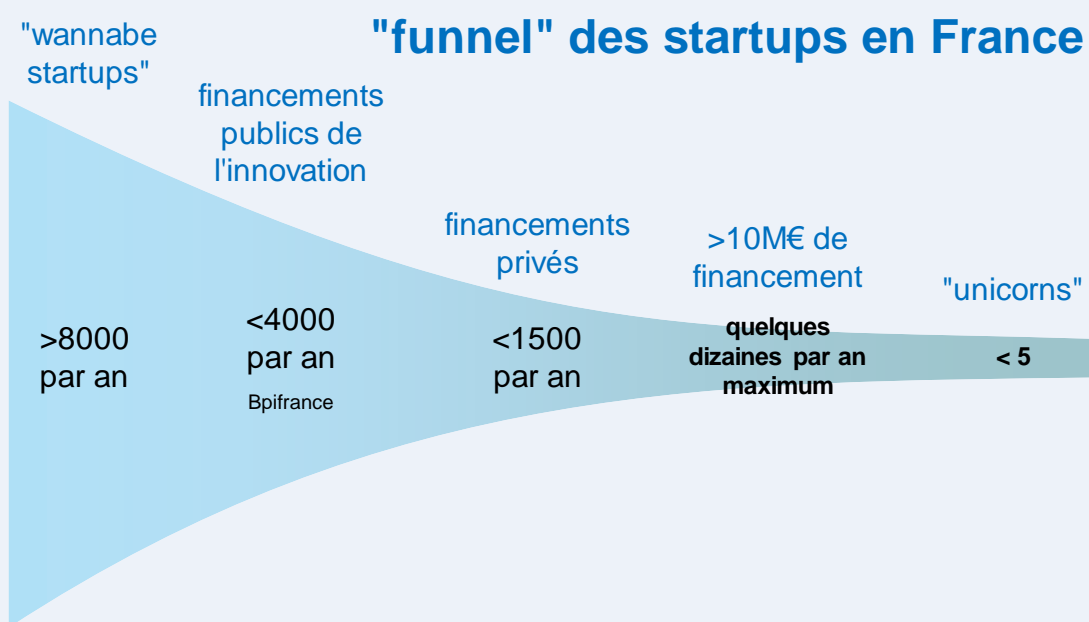 "funnel" des startups en France
"wannabe
startups"
financements
publics de
l'innovation
financements
privés
>10M€ de
financement
"unicorns"
>8000
par an
<4000
par an
Bpifrance
<1500
par an
quelques
dizaines par an
maximum
< 5